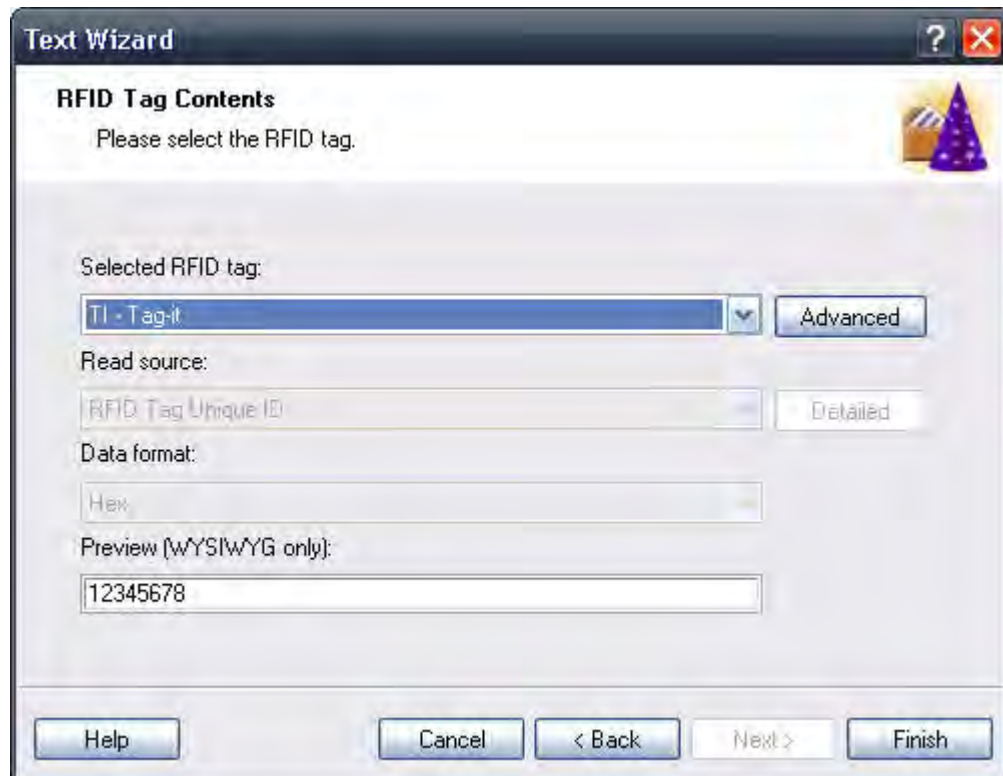 Text Wizard
RFID Tag Contents
Please select the RFID tag.
Selected RFID tag:
TI - Tag-it
Advanced
Read source:
RFID Tag Unique ID
Detailed
Data format:
Hex
Preview (WYSIWYG only):
12345678
Help Cancel < Back Next > Finish